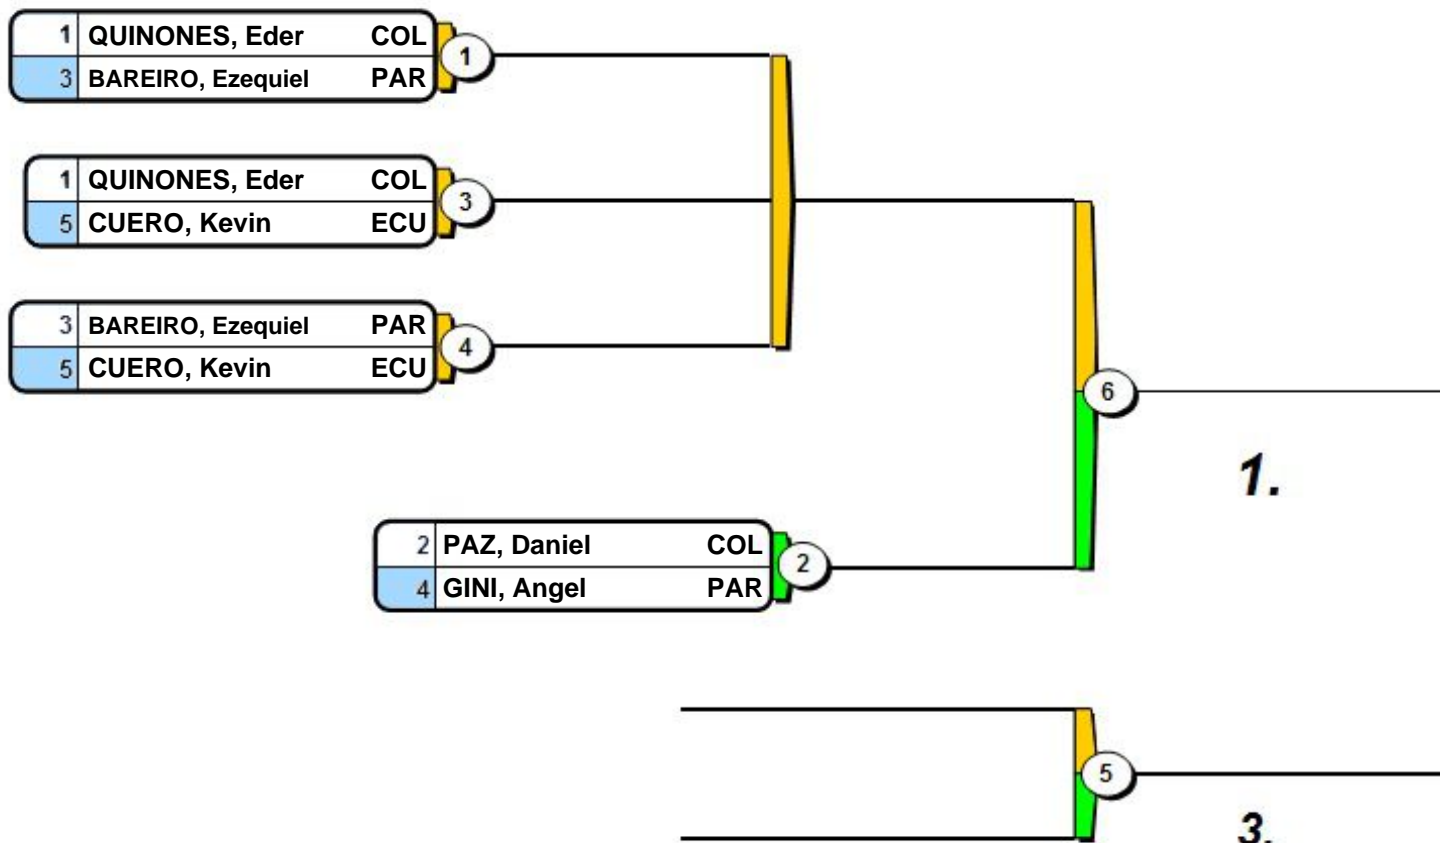 1 QUINONES, Eder COL
3 BAREIRO, Ezequiel PAR
1
1 QUINONES, Eder COL
5 CUERO, Kevin ECU
3
3 BAREIRO, Ezequiel PAR
5 CUERO, Kevin ECU
4
6
1.
2 PAZ, Daniel COL
4 GINI, Angel PAR
2
5
3.